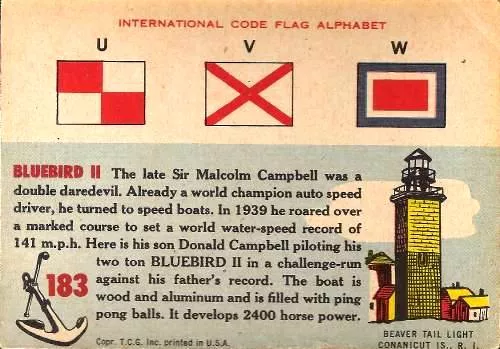 INTERNATIONAL CODE FLAG ALPHABET
U V W
BLUEBIRD II The late Sir Malcolm Campbell was a
double daredevil. Already a world champion auto speed
driver, he turned to speed boats. In 1939 he roared over
a marked course to set a world water-speed record of
141 m.p.h. Here is his son Donald Campbell piloting his
two ton BLUEBIRD II in a challenge-run
against his father's record. The boat is
wood and aluminum and is filled with ping
pong balls. It develops 2400 horse power.
183
Copr. T.C.G. Inc. printed in U.S.A.
BEAVER TAIL LIGHT
CONANICUT IS., R. I.